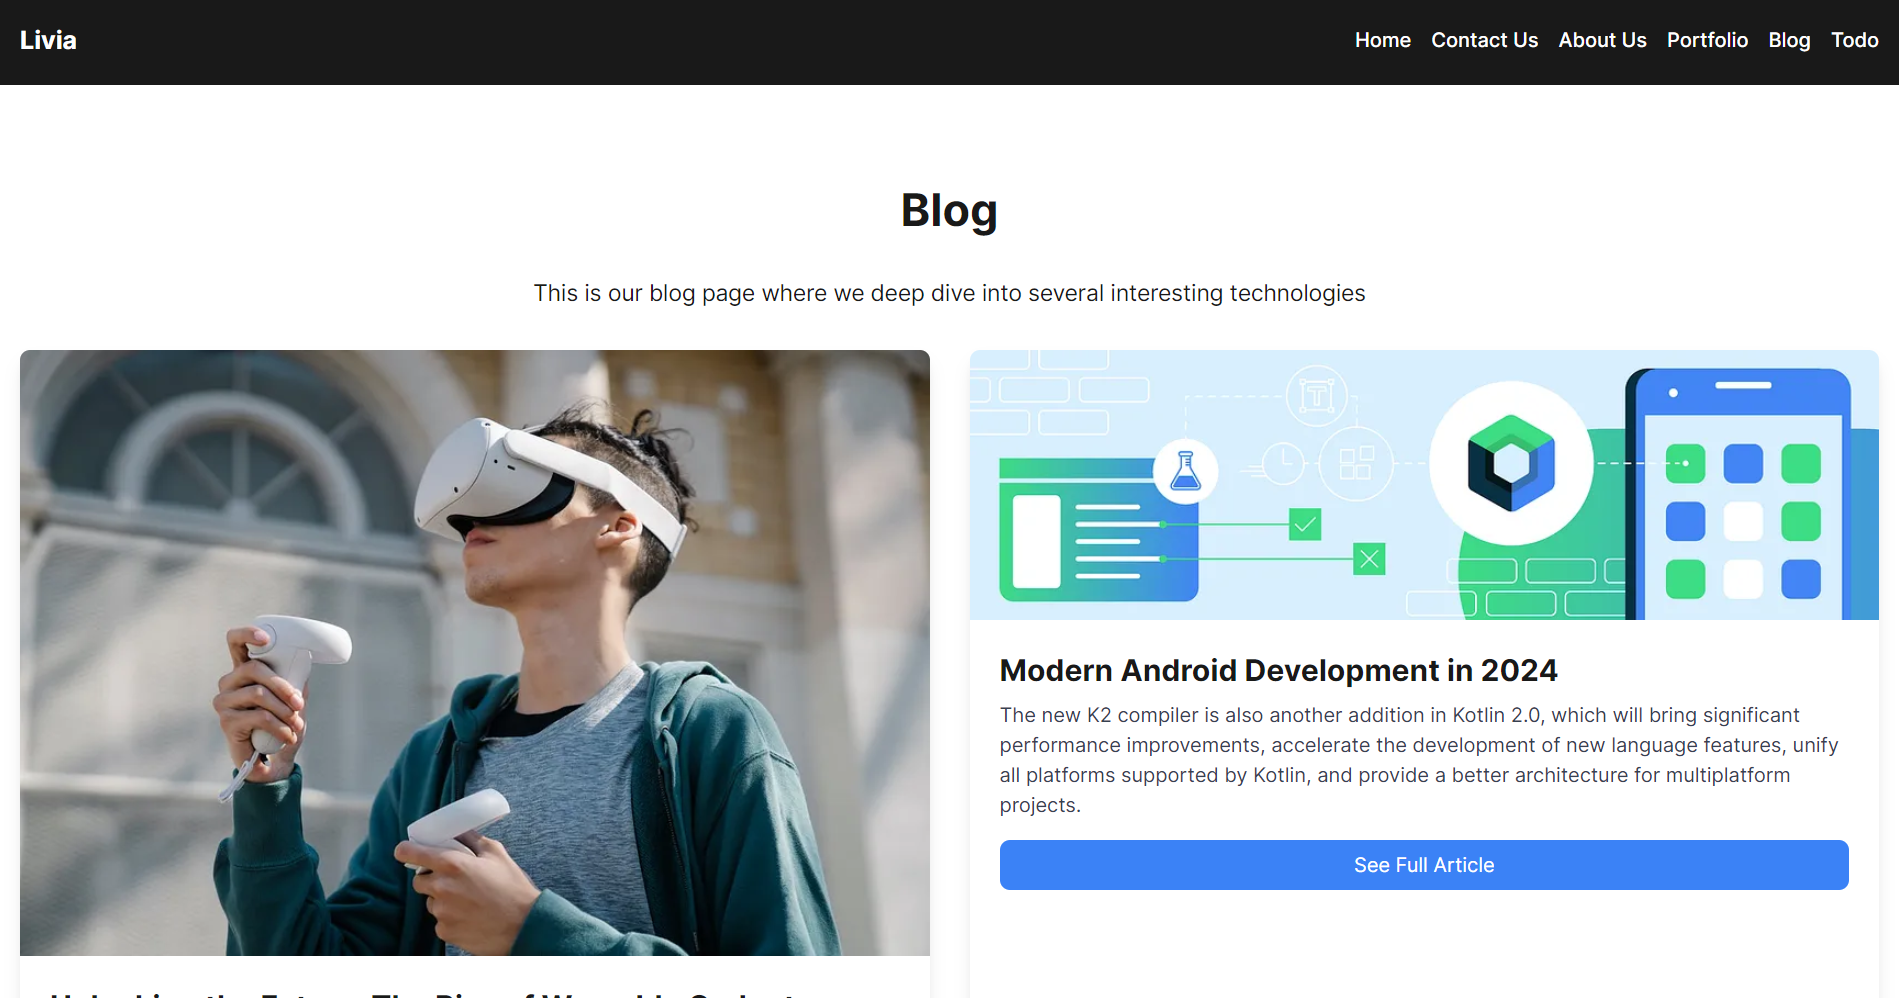 Livia
Home Contact Us About Us Portfolio Blog Todo
Blog
This is our blog page where we deep dive into several interesting technologies
Modern Android Development in 2024
The new K2 compiler is also another addition in Kotlin 2.0, which will bring significant
performance improvements, accelerate the development of new language features, unify
all platforms supported by Kotlin, and provide a better architecture for multiplatform
projects.
See Full Article